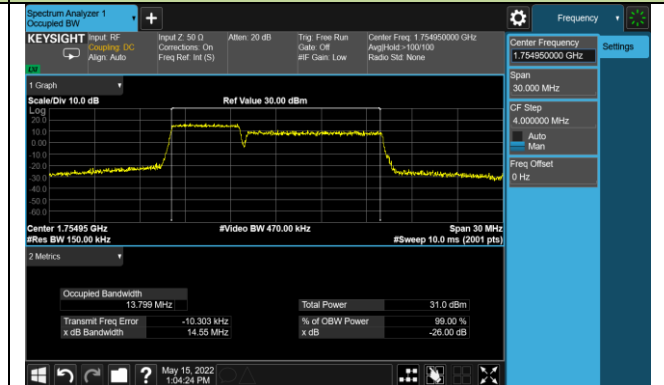 Spectrum Analyzer 1
Occupied BW
+
Frequency
KEYSIGHT
Input: RF
Coupling: DC
Align: Auto
Input Z: 50 Ω
Corrections: On
Freq Ref: Int (S)
Atten: 20 dB
Trig: Free Run
Gate: Off
#IF Gain: Low
Center Freq: 1.754950000 GHz
Avg|Hold:>100/100
Radio Std: None
LW
Center Frequency
1.754950000 GHz
Settings
Span
30.000 MHz
CF Step
4.000000 MHz
Auto
Man
Freq Offset
0 Hz
1 Graph
Scale/Div 10.0 dB
Ref Value 30.00 dBm
Log
20.0
10.0
0.00
-10.0
-20.0
-30.0
-40.0
-50.0
-60.0
Center 1.75495 GHz
#Video BW 470.00 kHz
Span 30 MHz
#Res BW 150.00 kHz
#Sweep 10.0 ms (2001 pts)
2 Metrics
Occupied Bandwidth
13.799 MHz
Total Power
31.0 dBm
Transmit Freq Error
-10.303 kHz
% of OBW Power
99.00 %
x dB Bandwidth
14.55 MHz
x dB
-26.00 dB
?
May 15, 2022
1:04:24 PM